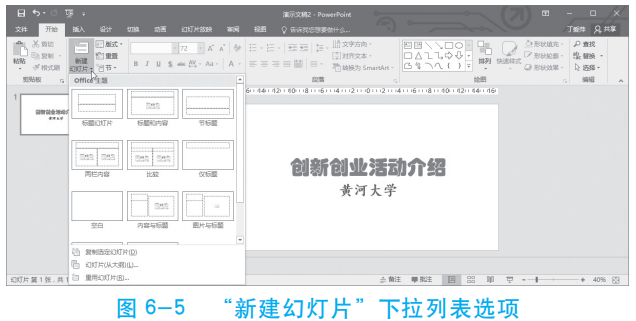 演示文稿2 - PowerPoint
文件 开始 插入 设计 切换 动画 幻灯片放映 审阅 视图 告诉我您想要做什么... 丁新萍 共享
剪切 版式 72 文字方向 形状填充 查找
粘贴 复制 新建 重置 对齐文本 排列 快速样式 形状轮廓 替换
格式刷 幻灯片 节 B I U S abc AV Aa A 转换为 SmartArt 形状效果 选择
剪贴板 段落 绘图 编辑
Office 主题
标题幻灯片 标题和内容 节标题
两栏内容 比较 仅标题
空白 内容与标题 图片与标题
复制选定幻灯片(D)
幻灯片(从大纲)(L)...
重用幻灯片(R)...
1
创新创业活动介绍
黄河大学
幻灯片 第 1 张，共 1
备注 批注 40%
图 6-5 “新建幻灯片”下拉列表选项